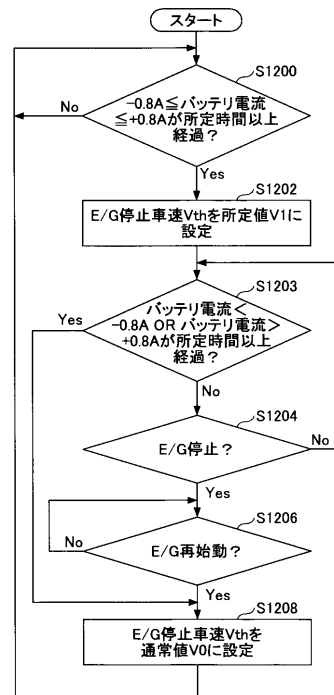 スタート
S1200
-0.8A≦バッテリ電流
≦+0.8Aが所定時間以上
経過?
No
Yes
S1202
E/G停止車速Vthを所定値V1に
設定
S1203
バッテリ電流<
-0.8A OR バッテリ電流>
+0.8Aが所定時間以上
経過?
Yes
No
S1204
E/G停止?
No
Yes
S1206
E/G再始動?
No
Yes
S1208
E/G停止車速Vthを
通常値V0に設定